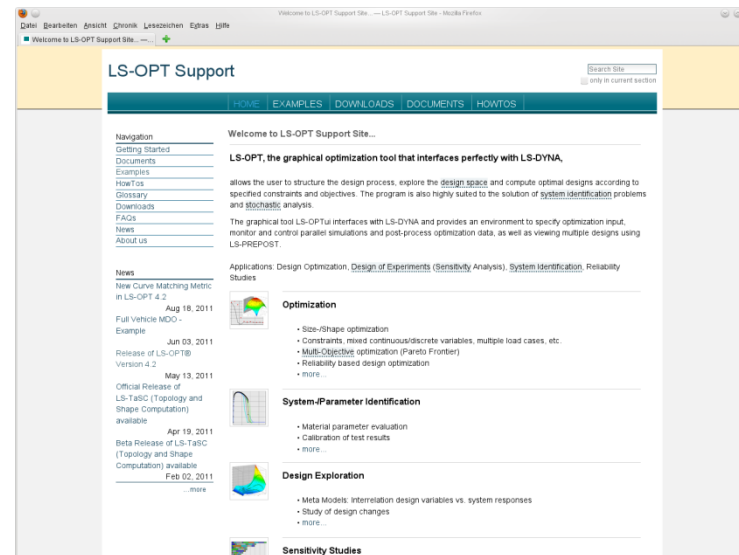 Welcome to LS-OPT Support Site... — LS-OPT Support Site - Mozilla Firefox
Datei Bearbeiten Ansicht Chronik Lesezeichen Extras Hilfe
Welcome to LS-OPT Support Site... —...
LS-OPT Support
Search Site
only in current section
HOME EXAMPLES DOWNLOADS DOCUMENTS HOWTOS
Navigation
Getting Started
Documents
Examples
HowTos
Glossary
Downloads
FAQs
News
About us
News
New Curve Matching Metric
in LS-OPT 4.2
Aug 18, 2011
Full Vehicle MDO -
Example
Jun 03, 2011
Release of LS-OPT®
Version 4.2
May 13, 2011
Official Release of
LS-TaSC (Topology and
Shape Computation)
available
Apr 19, 2011
Beta Release of LS-TaSC
(Topology and Shape
Computation) available
Feb 02, 2011
...more
Welcome to LS-OPT Support Site...
LS-OPT, the graphical optimization tool that interfaces perfectly with LS-DYNA,
allows the user to structure the design process, explore the design space and compute optimal designs according to
specified constraints and objectives. The program is also highly suited to the solution of system identification problems
and stochastic analysis.
The graphical tool LS-OPTui interfaces with LS-DYNA and provides an environment to specify optimization input,
monitor and control parallel simulations and post-process optimization data, as well as viewing multiple designs using
LS-PREPOST.
Applications: Design Optimization, Design of Experiments (Sensitivity Analysis), System Identification, Reliability
Studies
Optimization
• Size-/Shape optimization
• Constraints, mixed continuous/discrete variables, multiple load cases, etc.
• Multi-Objective optimization (Pareto Frontier)
• Reliability based design optimization
• more...
System-/Parameter Identification
• Material parameter evaluation
• Calibration of test results
• more...
Design Exploration
• Meta Models: Interrelation design variables vs. system responses
• Study of design changes
• more...
Sensitivity Studies